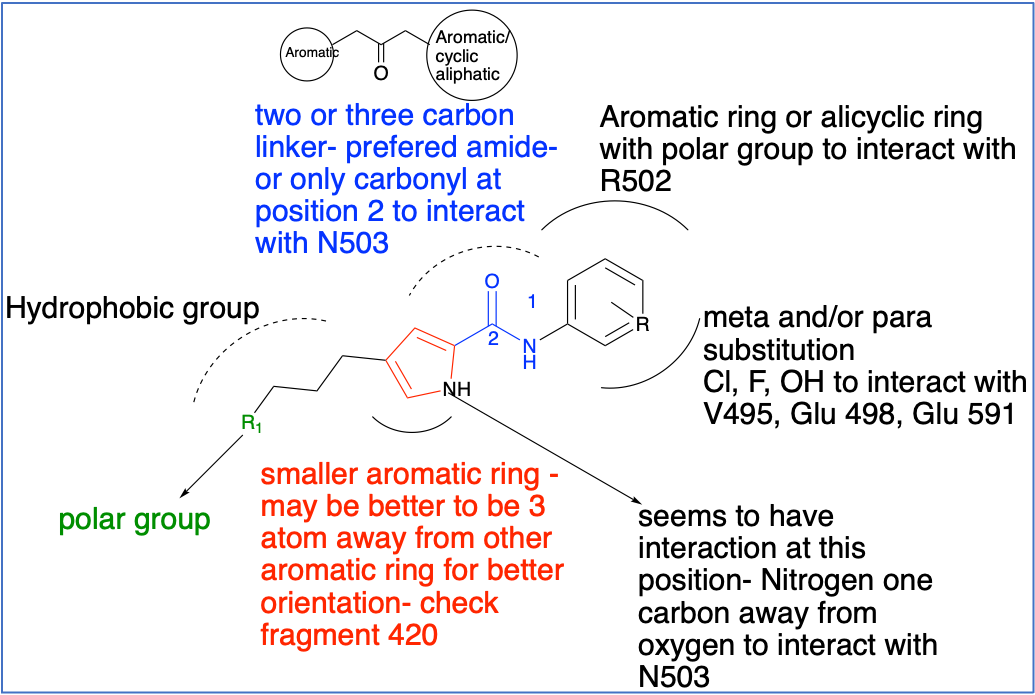 Aromatic
O
Aromatic/
cyclic
aliphatic
two or three carbon
linker- prefered amide-
or only carbonyl at
position 2 to interact
with N503
Aromatic ring or alicyclic ring
with polar group to interact with
R502
Hydrophobic group
O
1
2
N
H
R
NH
R1
meta and/or para
substitution
Cl, F, OH to interact with
V495, Glu 498, Glu 591
polar group
smaller aromatic ring -
may be better to be 3
atom away from other
aromatic ring for better
orientation- check
fragment 420
seems to have
interaction at this
position- Nitrogen one
carbon away from
oxygen to interact with
N503